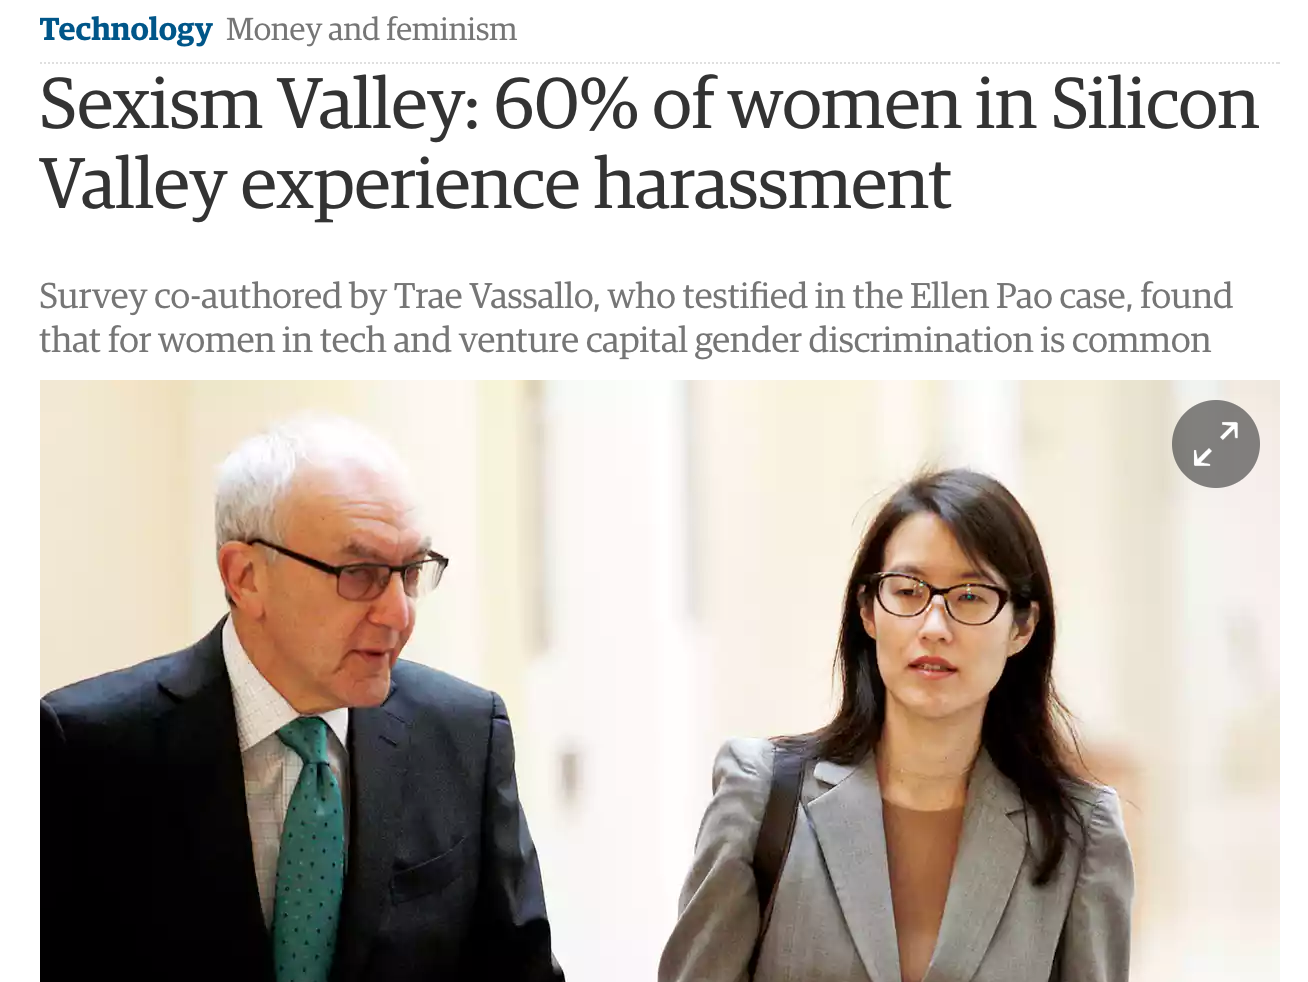 Technology Money and feminism
Sexism Valley: 60% of women in Silicon
Valley experience harassment
Survey co-authored by Trae Vassallo, who testified in the Ellen Pao case, found
that for women in tech and venture capital gender discrimination is common